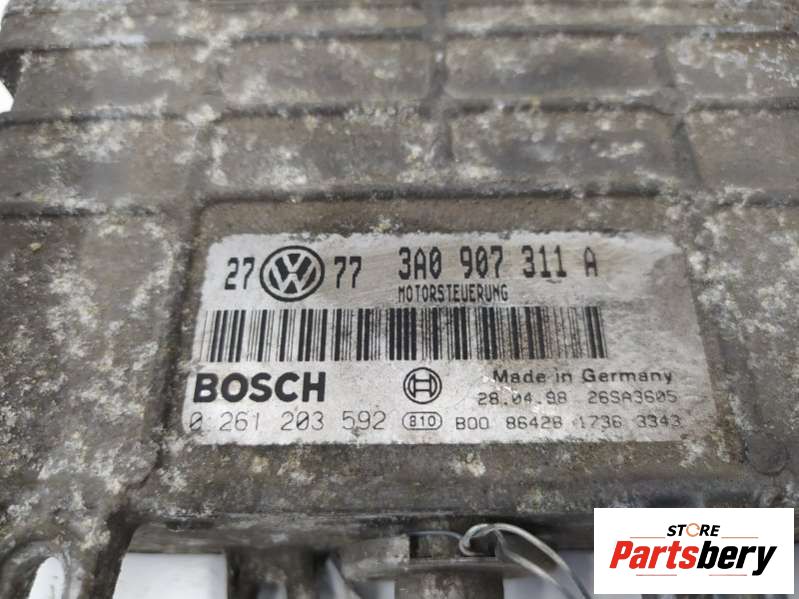 27 VW 77 3A0 907 311 A
MOTORSTEUERUNG
BOSCH
Made in Germany
28.04.98 26SA3605
0 261 203 592 810 B00 86428 1736 3343
STORE
Partsbery